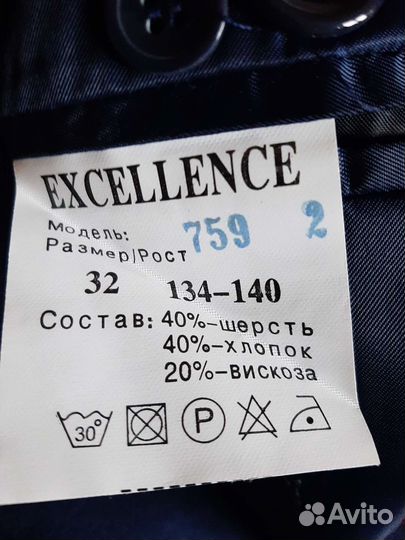 EXCELLENCE
Модель: 759 2
Размер/Рост
32 134-140
Состав: 40%-шерсть
40%-хлопок
20%-вискоза
30° P
Avito